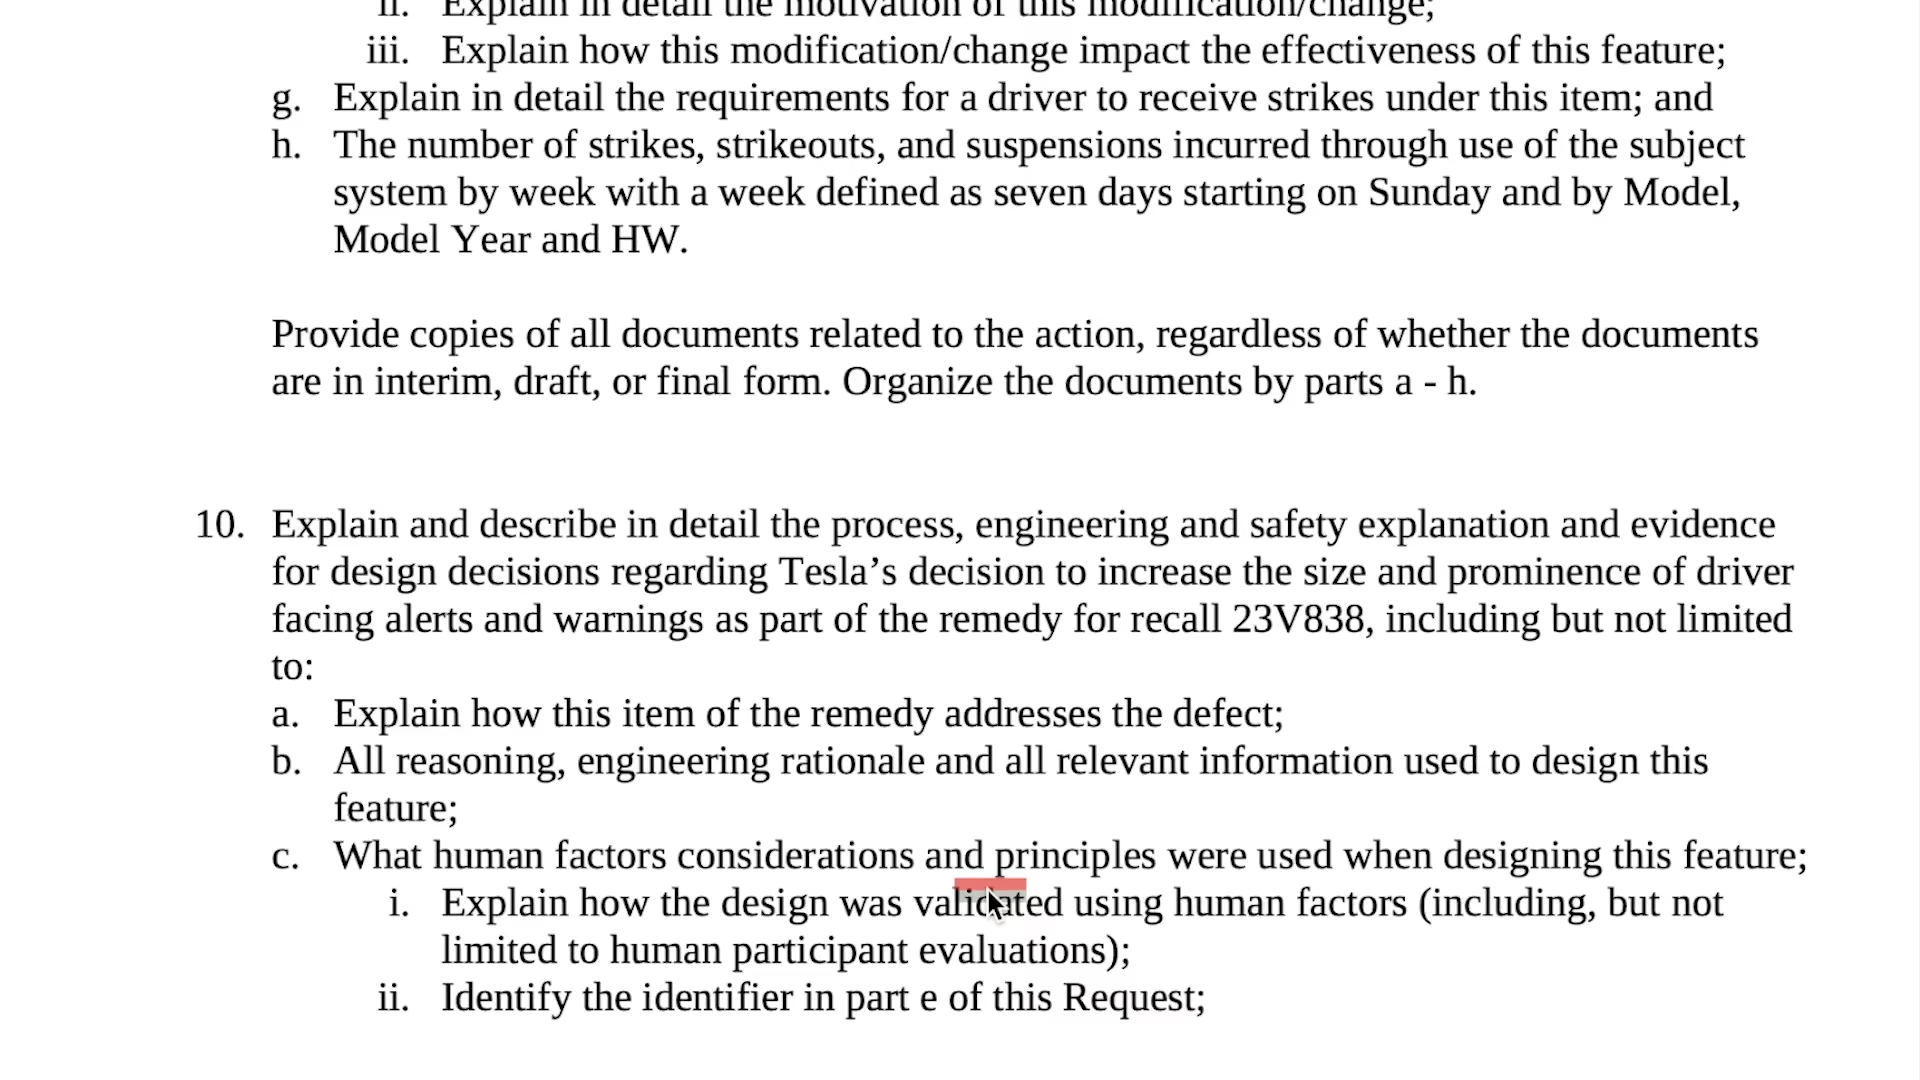 ii. Explain in detail the motivation of this modification/change;
iii. Explain how this modification/change impact the effectiveness of this feature;
g. Explain in detail the requirements for a driver to receive strikes under this item; and
h. The number of strikes, strikeouts, and suspensions incurred through use of the subject
system by week with a week defined as seven days starting on Sunday and by Model,
Model Year and HW.
Provide copies of all documents related to the action, regardless of whether the documents
are in interim, draft, or final form. Organize the documents by parts a - h.
10. Explain and describe in detail the process, engineering and safety explanation and evidence
for design decisions regarding Tesla’s decision to increase the size and prominence of driver
facing alerts and warnings as part of the remedy for recall 23V838, including but not limited
to:
a. Explain how this item of the remedy addresses the defect;
b. All reasoning, engineering rationale and all relevant information used to design this
feature;
c. What human factors considerations and principles were used when designing this feature;
i. Explain how the design was validated using human factors (including, but not
limited to human participant evaluations);
ii. Identify the identifier in part e of this Request;